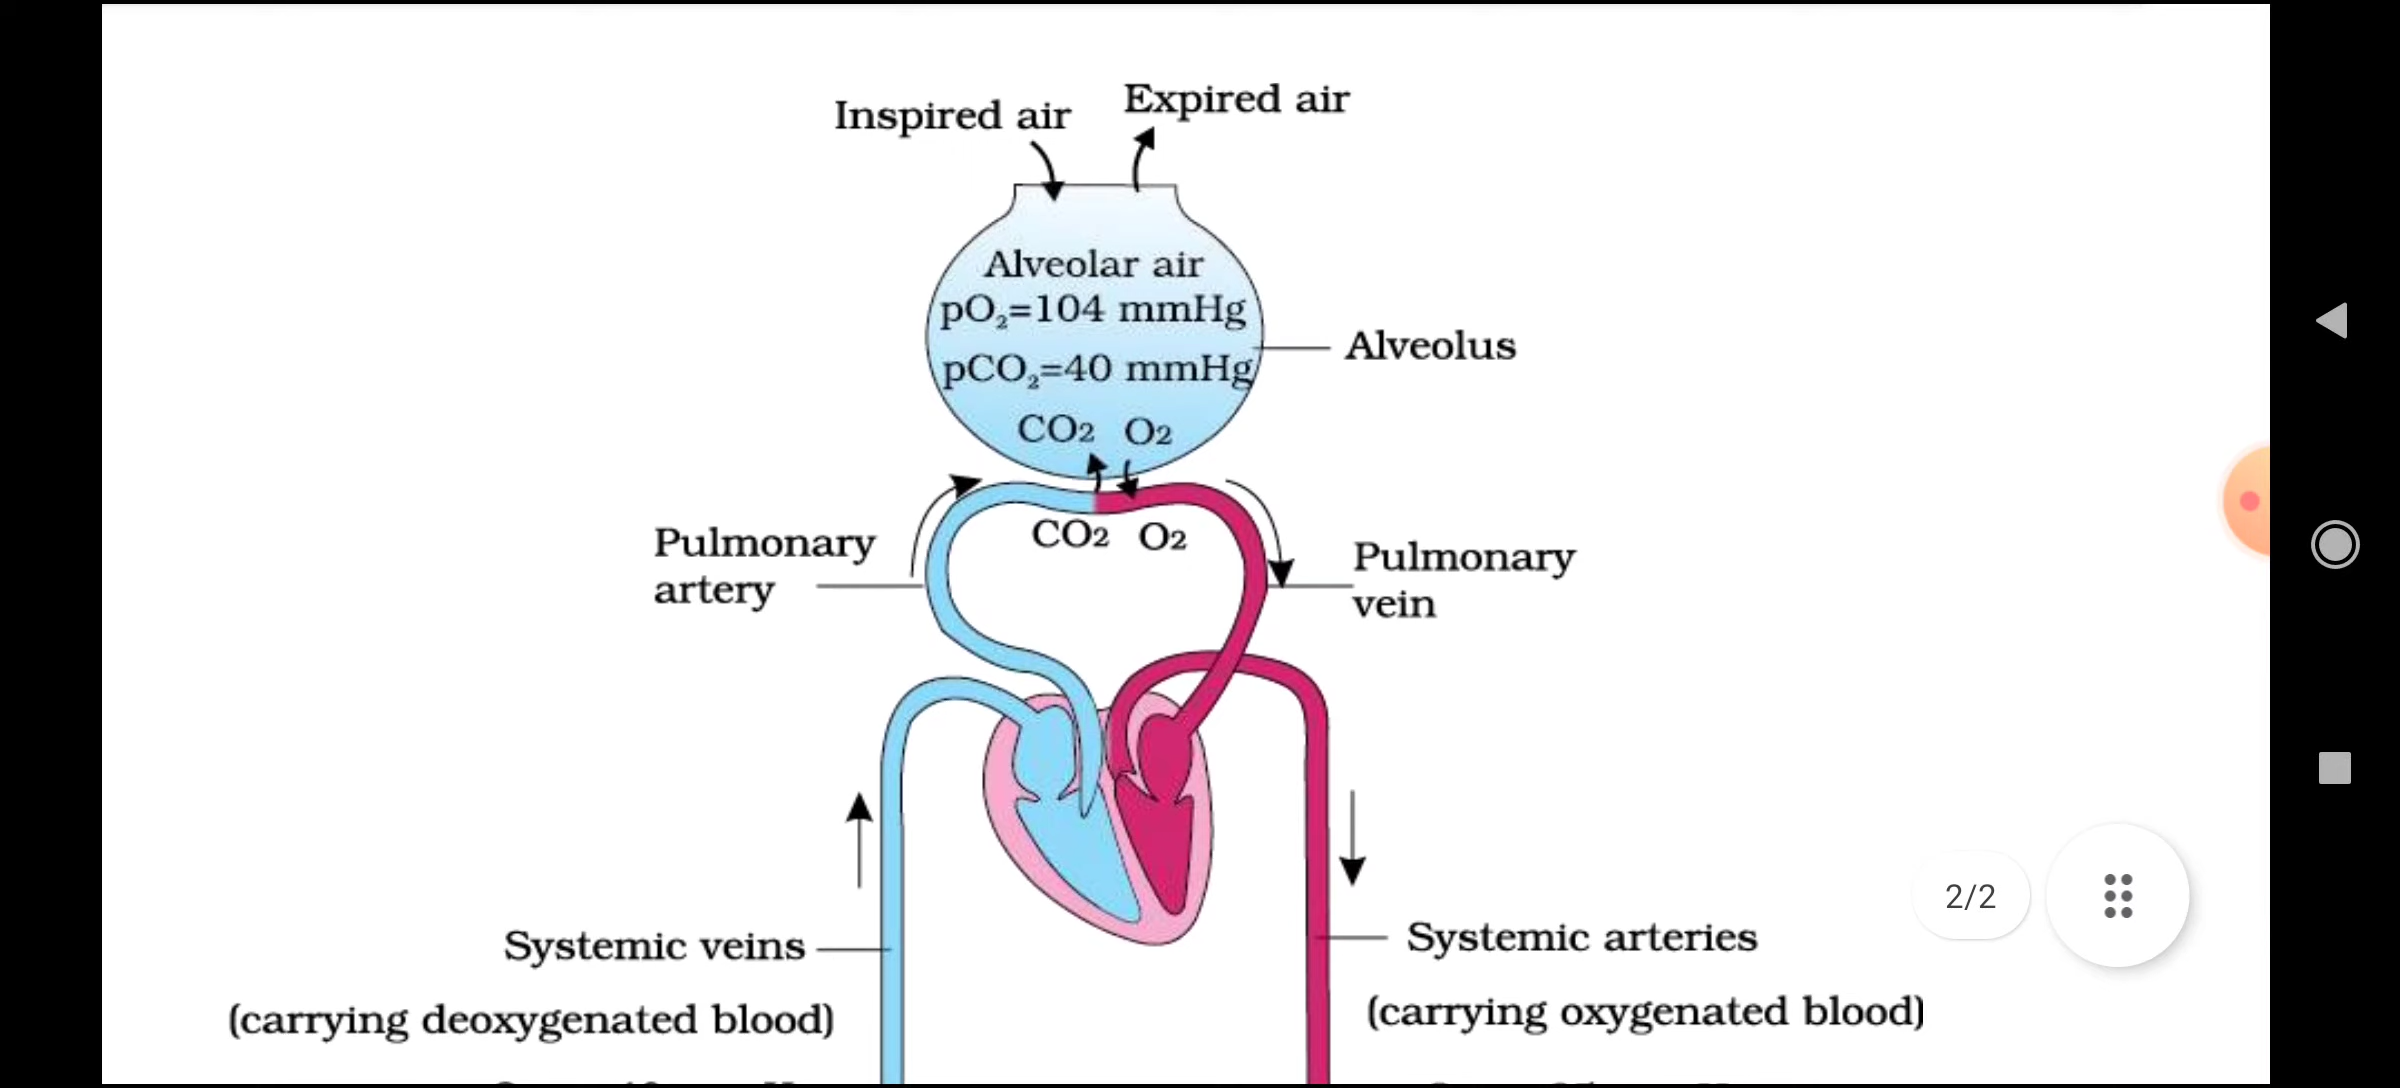 Inspired air
Expired air
Alveolar air
pO₂=104 mmHg
pCO₂=40 mmHg
Alveolus
CO2 O2
CO2 O2
Pulmonary
artery
Pulmonary
vein
Systemic veins
(carrying deoxygenated blood)
Systemic arteries
(carrying oxygenated blood)
2/2